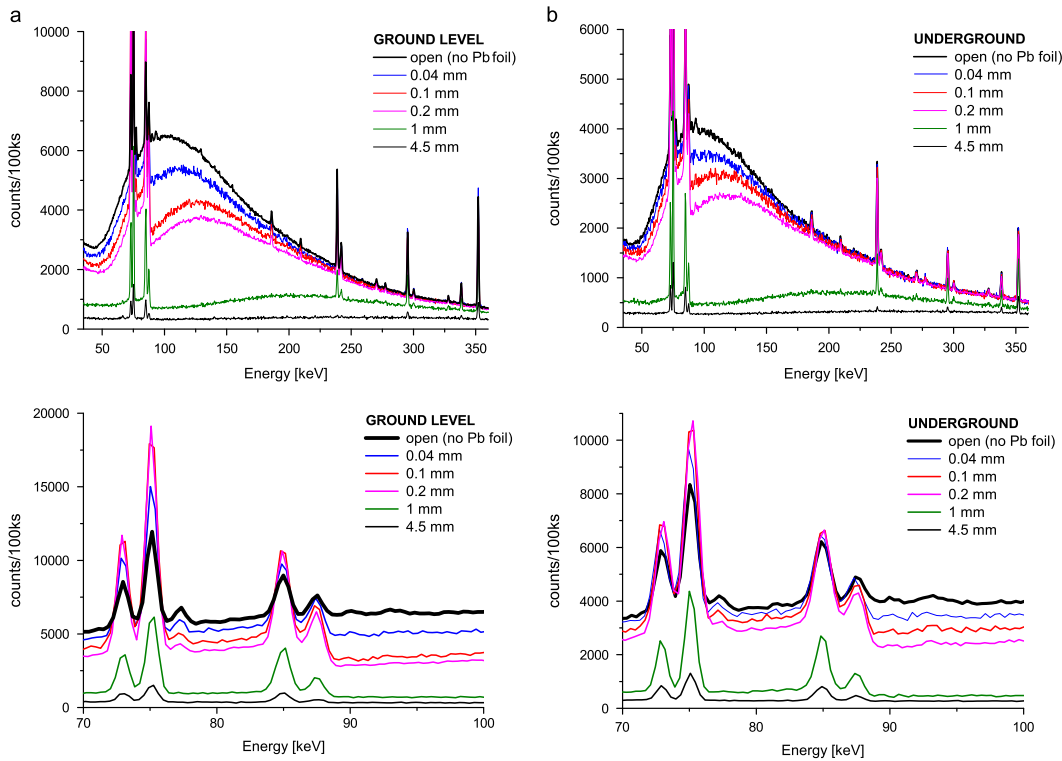 a
GROUND LEVEL
open (no Pb foil)
0.04 mm
0.1 mm
0.2 mm
1 mm
4.5 mm
counts/100ks
10000
8000
6000
4000
2000
0
50 100 150 200 250 300 350
Energy [keV]
b
UNDERGROUND
open (no Pb foil)
0.04 mm
0.1 mm
0.2 mm
1 mm
4.5 mm
counts/100ks
6000
5000
4000
3000
2000
1000
0
50 100 150 200 250 300 350
Energy [keV]
GROUND LEVEL
open (no Pb foil)
0.04 mm
0.1 mm
0.2 mm
1 mm
4.5 mm
counts/100ks
20000
15000
10000
5000
0
70 80 90 100
Energy [keV]
UNDERGROUND
open (no Pb foil)
0.04 mm
0.1 mm
0.2 mm
1 mm
4.5 mm
counts/100ks
10000
8000
6000
4000
2000
0
70 80 90 100
Energy [keV]